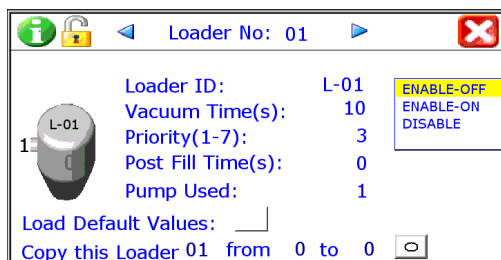 Loader No: 01
Loader ID: L-01
Vacuum Time(s): 10
Priority(1-7): 3
Post Fill Time(s): 0
Pump Used: 1
ENABLE-OFF
ENABLE-ON
DISABLE
L-01
1
Load Default Values:
Copy this Loader 01 from 0 to 0